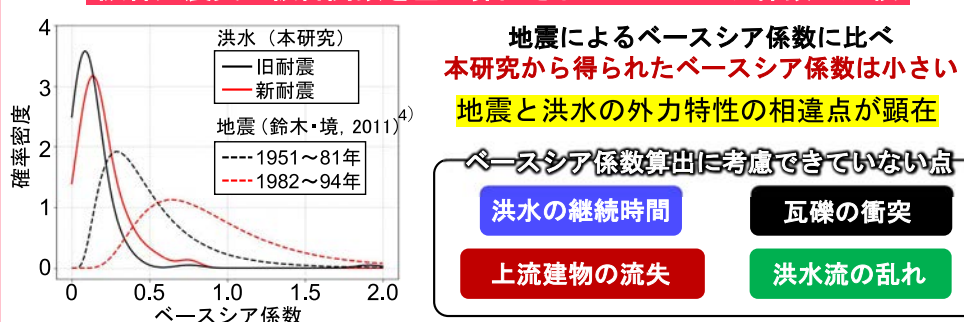 4
3
2
1
0
確率密度
0
0.5
1.0
1.5
2.0
ベースシア係数
洪水（本研究）
旧耐震
新耐震
地震（鈴木・境, 2011）4)
1951～81年
1982～94年
地震によるベースシア係数に比べ
本研究から得られたベースシア係数は小さい
地震と洪水の外力特性の相違点が顕在
ベースシア係数算出に考慮できていない点
洪水の継続時間
瓦礫の衝突
上流建物の流失
洪水流の乱れ